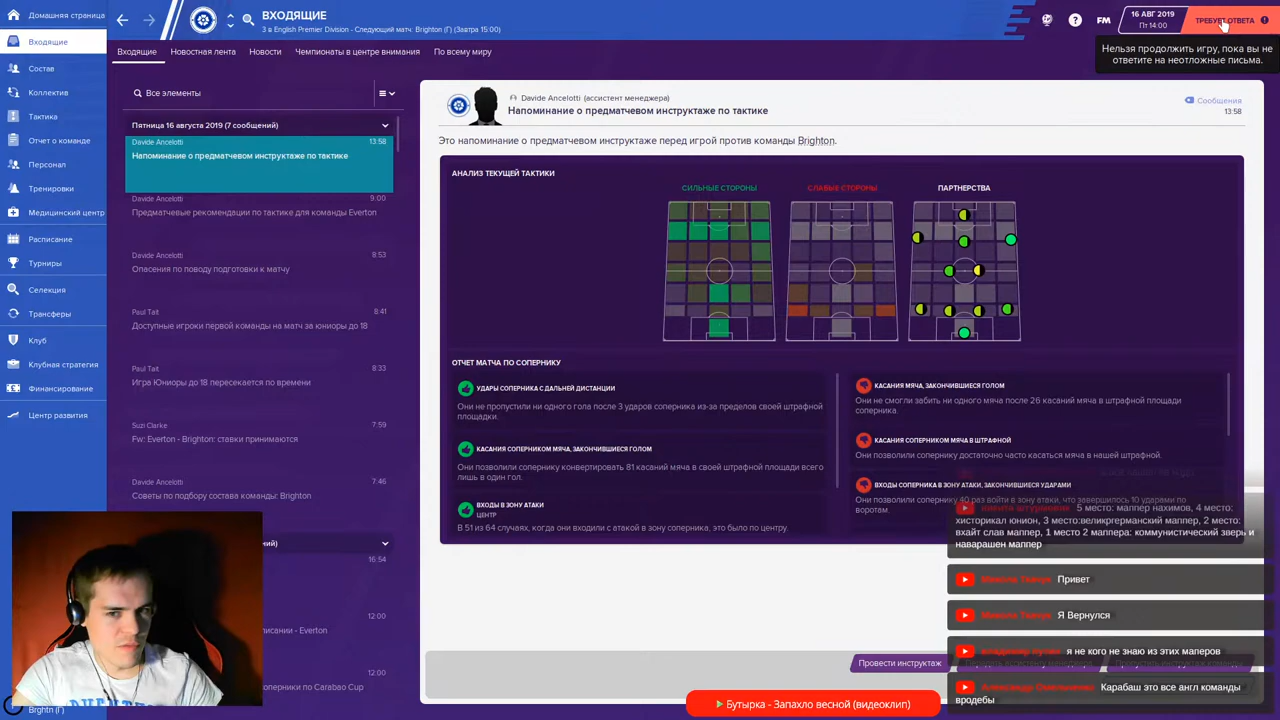 Домашняя страница
Входящие
Состав
Коллектив
Тактика
Отчет о команде
Персонал
Тренировки
Медицинский центр
Расписание
Турниры
Селекция
Трансферы
Клуб
Клубная стратегия
Финансирование
Центр развития
Brghtn (Г)
ВХОДЯЩИЕ
3 в English Premier Division - Следующий матч: Brighton (Г) (Завтра 15:00)
FM
16 АВГ 2019
Пт 14:00
ТРЕБУЕТ ОТВЕТА
Нельзя продолжить игру, пока вы не
ответите на неотложные письма.
Входящие
Новостная лента
Новости
Чемпионаты в центре внимания
По всему миру
Все элементы
Пятница 16 августа 2019 (7 сообщений)
Davide Ancelotti 13:58
Напоминание о предматчевом инструктаже по тактике
Davide Ancelotti 9:00
Предматчевые рекомендации по тактике для команды Everton
Davide Ancelotti 8:53
Опасения по поводу подготовки к матчу
Paul Tait 8:41
Доступные игроки первой команды на матч за юниоры до 18
Paul Tait 8:33
Игра Юниоры до 18 пересекается по времени
Suzi Clarke 7:59
Fw: Everton - Brighton: ставки принимаются
Davide Ancelotti 7:46
Советы по подбору состава команды: Brighton
16:54
12:00
писании - Everton
12:00
соперники по Carabao Cup
Davide Ancelotti (ассистент менеджера)
Напоминание о предматчевом инструктаже по тактике
Сообщения
13:58
Это напоминание о предматчевом инструктаже перед игрой против команды Brighton.
АНАЛИЗ ТЕКУЩЕЙ ТАКТИКИ
СИЛЬНЫЕ СТОРОНЫ
СЛАБЫЕ СТОРОНЫ
ПАРТНЕРСТВА
ОТЧЕТ МАТЧА ПО СОПЕРНИКУ
УДАРЫ СОПЕРНИКА С ДАЛЬНЕЙ ДИСТАНЦИИ
Они не пропустили ни одного гола после 3 ударов соперника из-за пределов своей штрафной
площадки.
КАСАНИЯ СОПЕРНИКОМ МЯЧА, ЗАКОНЧИВШИЕСЯ ГОЛОМ
Они позволили сопернику конвертировать 81 касаний мяча в своей штрафной площади всего
лишь в один гол.
ВХОДЫ В ЗОНУ АТАКИ
ЦЕНТР
В 51 из 64 случаях, когда они входили с атакой в зону соперника, это было по центру.
КАСАНИЯ МЯЧА, ЗАКОНЧИВШИЕСЯ ГОЛОМ
Они не смогли забить ни одного мяча после 26 касаний мяча в штрафной площади
соперника.
КАСАНИЯ СОПЕРНИКОМ МЯЧА В ШТРАФНОЙ
Они позволили сопернику достаточно часто касаться мяча в нашей штрафной.
ВХОДЫ СОПЕРНИКА В ЗОНУ АТАКИ, ЗАКОНЧИВШИЕСЯ УДАРАМИ
Они позволили сопернику 40 раз войти в зону атаки, что завершилось 10 ударами по
воротам.
Провести инструктаж
5 место: маппер нахимов, 4 место:
хисторикал юнион, 3 место:великргерманский маппер, 2 место:
вхайт слав маппер, 1 место 2 маппера: коммунистический зверь и
наварашен маппер
Привет
Я Вернулся
я не кого не знаю из этих маперов
Карабаш это все англ команды
вродебы
Бутырка - Запахло весной (видеоклип)